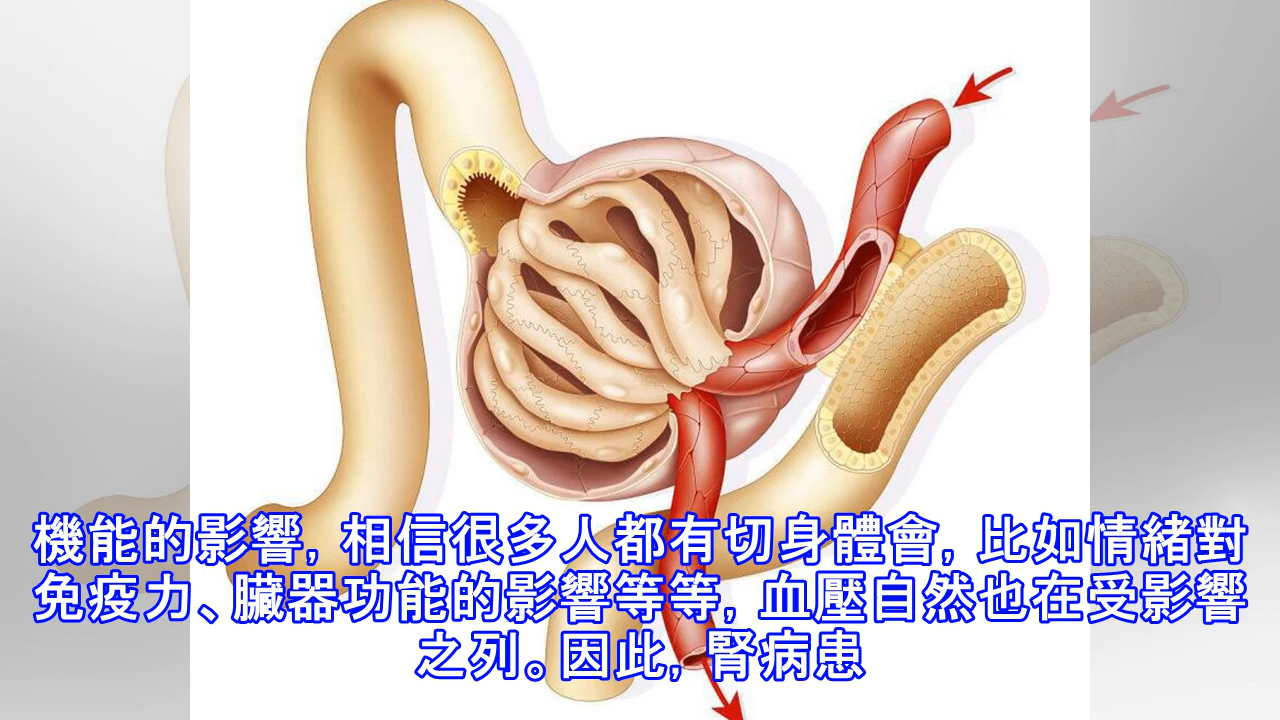 機能的影響, 相信很多人都有切身體會, 比如情緒對
免疫力、臟器功能的影響等等, 血壓自然也在受影響
之列。因此, 腎病患